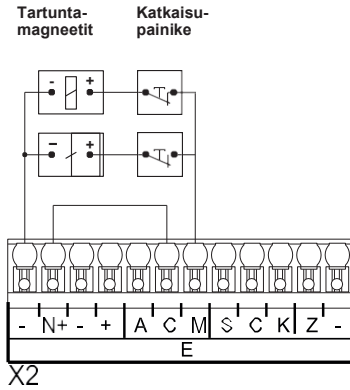 Tartunta-
magneetit
Katkaisu-
painike
- +
- +
- N+ - + A C M S C K Z -
E
X2